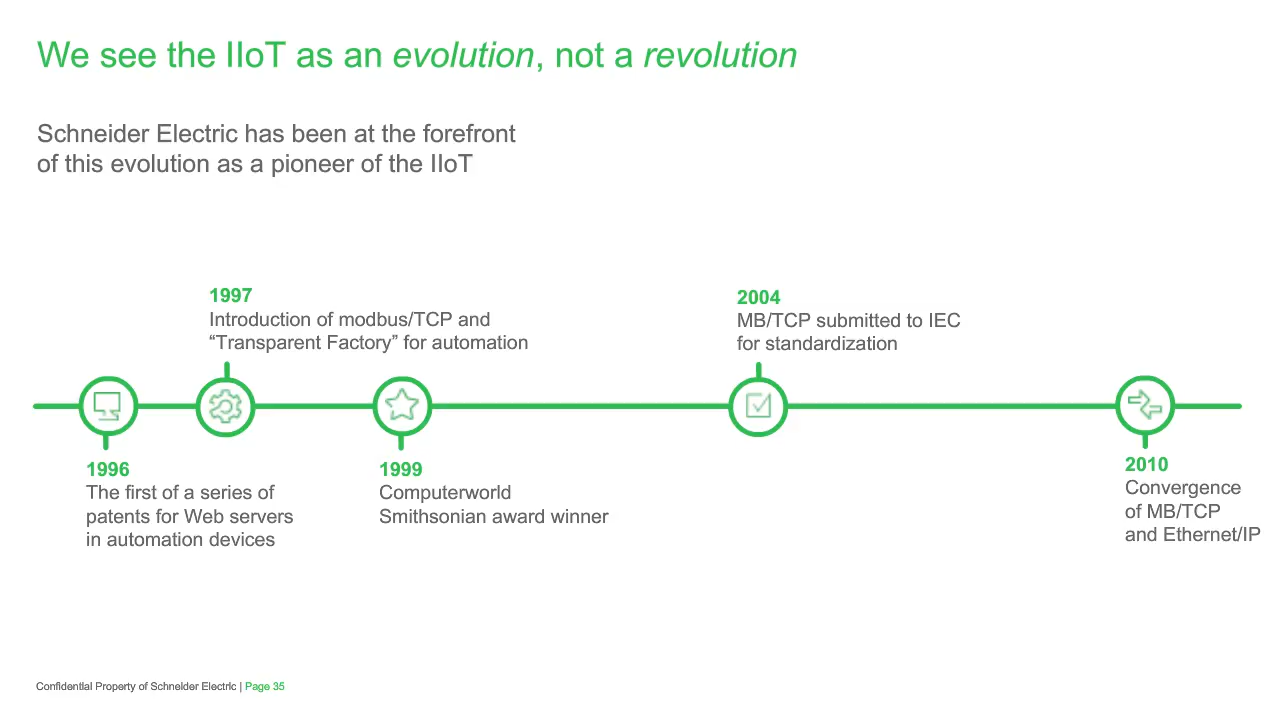 We see the IIoT as an evolution, not a revolution
Schneider Electric has been at the forefront
of this evolution as a pioneer of the IIoT
1997
Introduction of modbus/TCP and
“Transparent Factory” for automation
2004
MB/TCP submitted to IEC
for standardization
1996
The first of a series of
patents for Web servers
in automation devices
1999
Computerworld
Smithsonian award winner
2010
Convergence
of MB/TCP
and Ethernet/IP
Confidential Property of Schneider Electric | Page 35